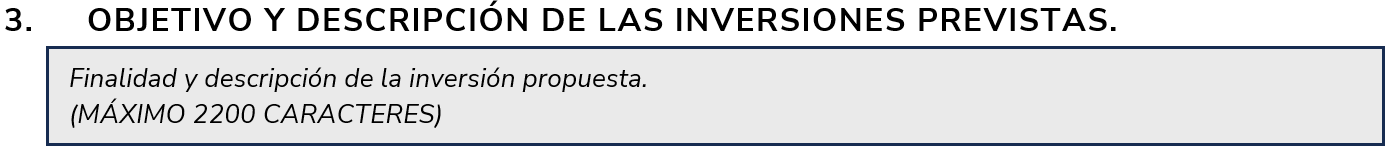 3. OBJETIVO Y DESCRIPCIÓN DE LAS INVERSIONES PREVISTAS.
Finalidad y descripción de la inversión propuesta.
(MÁXIMO 2200 CARACTERES)